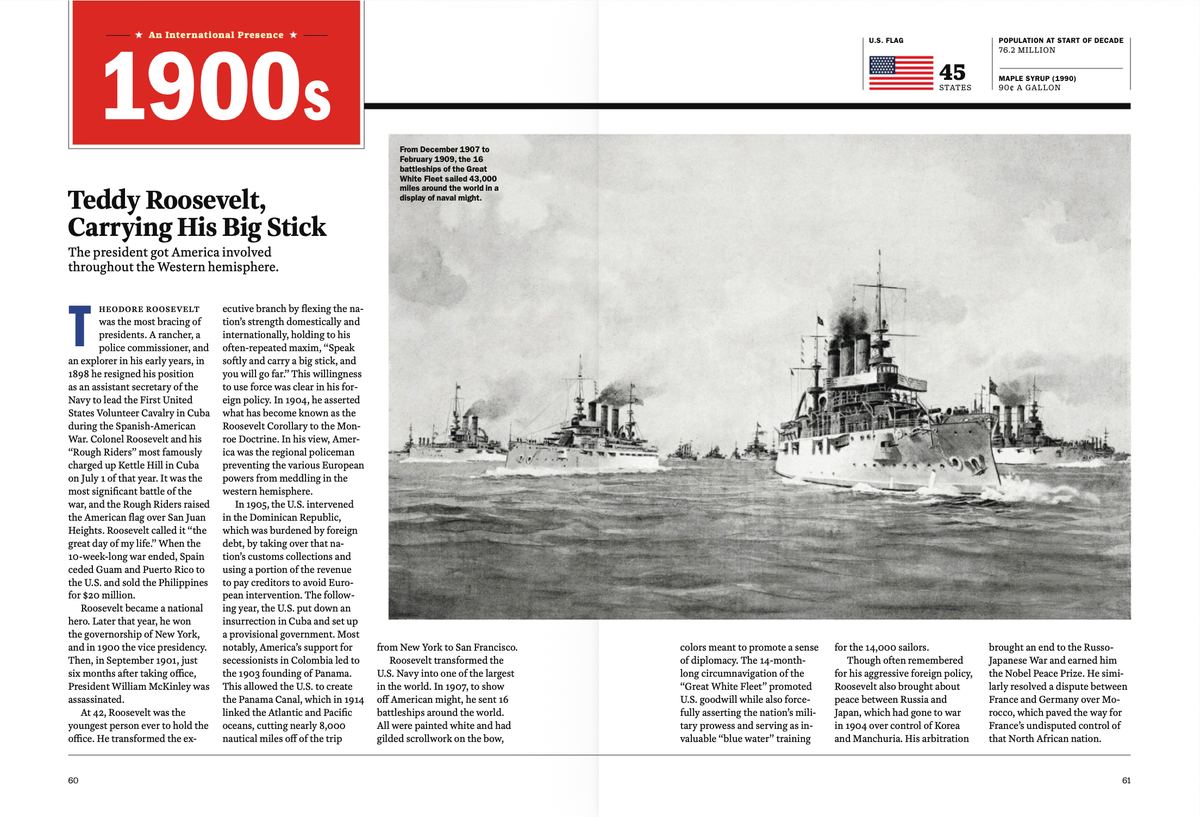 ★ An International Presence ★
1900s
U.S. FLAG
45
STATES
POPULATION AT START OF DECADE
76.2 MILLION
MAPLE SYRUP (1990)
90¢ A GALLON
From December 1907 to
February 1909, the 16
battleships of the Great
White Fleet sailed 43,000
miles around the world in a
display of naval might.
Teddy Roosevelt,
Carrying His Big Stick
The president got America involved
throughout the Western hemisphere.
THEODORE ROOSEVELT
was the most bracing of
presidents. A rancher, a
police commissioner, and
an explorer in his early years, in
1898 he resigned his position
as an assistant secretary of the
Navy to lead the First United
States Volunteer Cavalry in Cuba
during the Spanish-American
War. Colonel Roosevelt and his
“Rough Riders” most famously
charged up Kettle Hill in Cuba
on July 1 of that year. It was the
most significant battle of the
war, and the Rough Riders raised
the American flag over San Juan
Heights. Roosevelt called it “the
great day of my life.” When the
10-week-long war ended, Spain
ceded Guam and Puerto Rico to
the U.S. and sold the Philippines
for $20 million.
Roosevelt became a national
hero. Later that year, he won
the governorship of New York,
and in 1900 the vice presidency.
Then, in September 1901, just
six months after taking office,
President William McKinley was
assassinated.
At 42, Roosevelt was the
youngest person ever to hold the
office. He transformed the ex-
ecutive branch by flexing the na-
tion’s strength domestically and
internationally, holding to his
often-repeated maxim, “Speak
softly and carry a big stick, and
you will go far.” This willingness
to use force was clear in his for-
eign policy. In 1904, he asserted
what has become known as the
Roosevelt Corollary to the Mon-
roe Doctrine. In his view, Amer-
ica was the regional policeman
preventing the various European
powers from meddling in the
western hemisphere.
In 1905, the U.S. intervened
in the Dominican Republic,
which was burdened by foreign
debt, by taking over that na-
tion’s customs collections and
using a portion of the revenue
to pay creditors to avoid Euro-
pean intervention. The follow-
ing year, the U.S. put down an
insurrection in Cuba and set up
a provisional government. Most
notably, America’s support for
secessionists in Colombia led to
the 1903 founding of Panama.
This allowed the U.S. to create
the Panama Canal, which in 1914
linked the Atlantic and Pacific
oceans, cutting nearly 8,000
nautical miles off of the trip
from New York to San Francisco.
Roosevelt transformed the
U.S. Navy into one of the largest
in the world. In 1907, to show
off American might, he sent 16
battleships around the world.
All were painted white and had
gilded scrollwork on the bow,
colors meant to promote a sense
of diplomacy. The 14-month-
long circumnavigation of the
“Great White Fleet” promoted
U.S. goodwill while also force-
fully asserting the nation’s mili-
tary prowess and serving as in-
valuable “blue water” training
for the 14,000 sailors.
Though often remembered
for his aggressive foreign policy,
Roosevelt also brought about
peace between Russia and
Japan, which had gone to war
in 1904 over control of Korea
and Manchuria. His arbitration
brought an end to the Russo-
Japanese War and earned him
the Nobel Peace Prize. He simi-
larly resolved a dispute between
France and Germany over Mo-
rocco, which paved the way for
France’s undisputed control of
that North African nation.
60
61